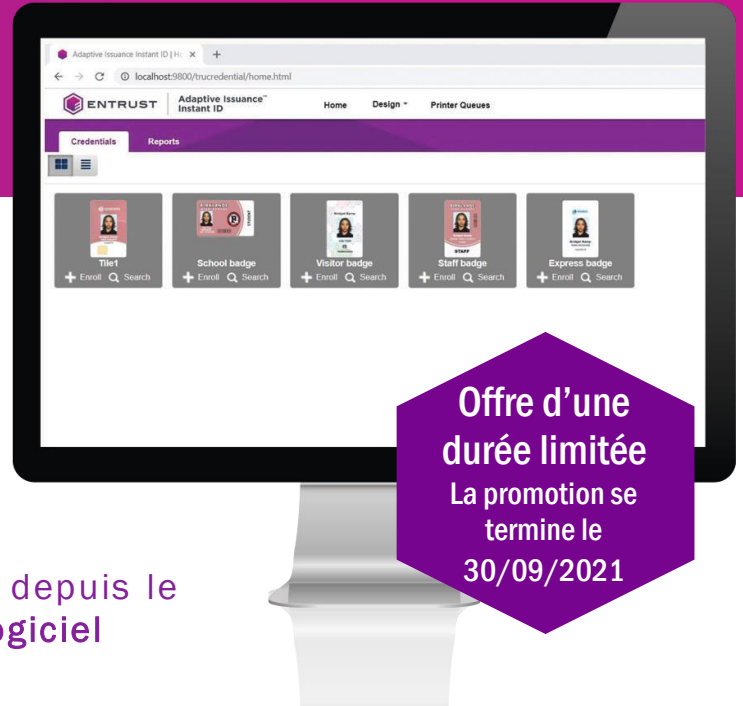 Adaptive Issuance Instant ID | Ho
localhost:9800/trucredential/home.html
ENTRUST
Adaptive Issuance™
Instant ID
Home Design Printer Queues
Credentials Reports
Tile1
Enroll Search
School badge
Enroll Search
Visitor badge
Enroll Search
Staff badge
Enroll Search
Express badge
Enroll Search
STUDENT
STAFF
Offre d’une
durée limitée
La promotion se
termine le
30/09/2021
depuis le
ogiciel